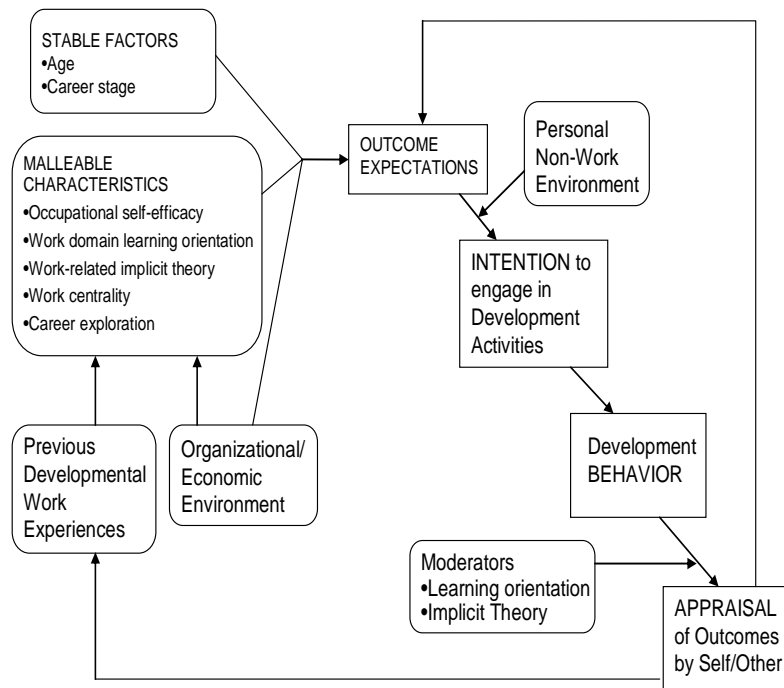 STABLE FACTORS
•Age
•Career stage
MALLEABLE
CHARACTERISTICS
•Occupational self-efficacy
•Work domain learning orientation
•Work-related implicit theory
•Work centrality
•Career exploration
Previous
Developmental
Work
Experiences
Organizational/
Economic
Environment
OUTCOME
EXPECTATIONS
Personal
Non-Work
Environment
INTENTION to
engage in
Development
Activities
Development
BEHAVIOR
Moderators
•Learning orientation
•Implicit Theory
APPRAISAL
of Outcomes
by Self/Other